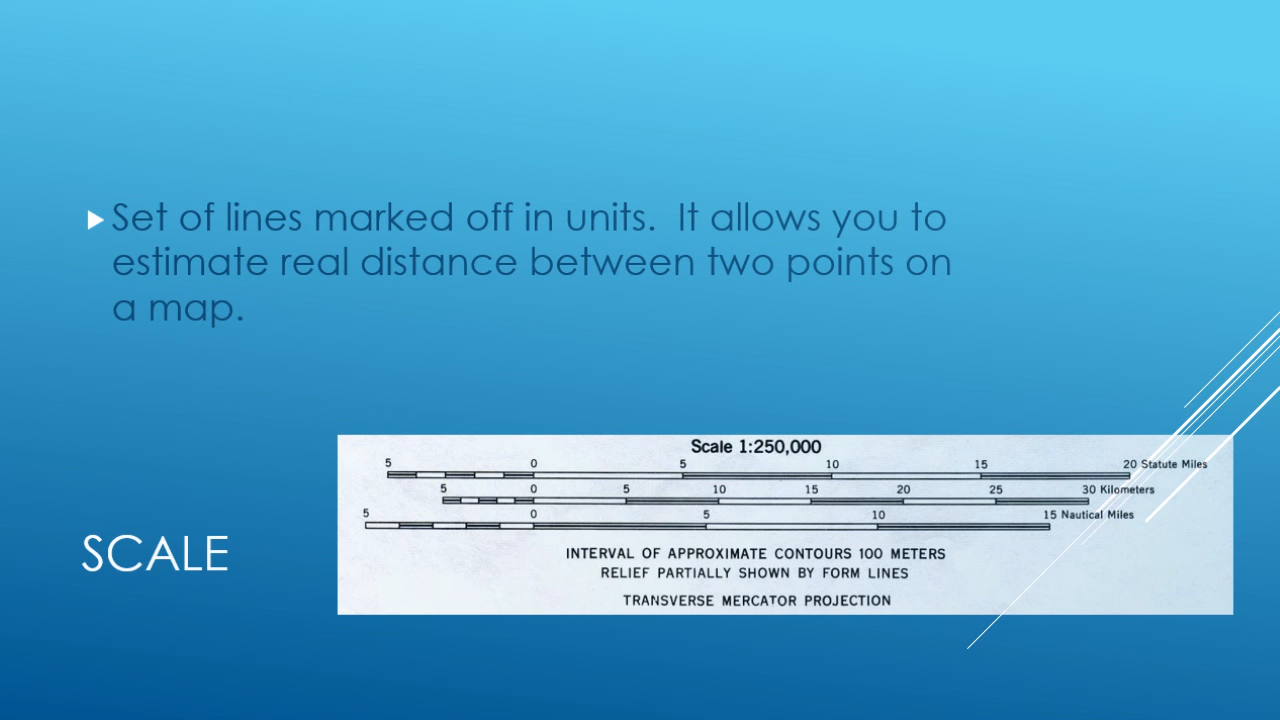 Set of lines marked off in units.  It allows you to
estimate real distance between two points on
a map.
Scale 1:250,000
5 0 5 10 15 20 Statute Miles
5 0 5 10 15 20 25 30 Kilometers
5 0 5 10 15 Nautical Miles
INTERVAL OF APPROXIMATE CONTOURS 100 METERS
RELIEF PARTIALLY SHOWN BY FORM LINES
TRANSVERSE MERCATOR PROJECTION
SCALE